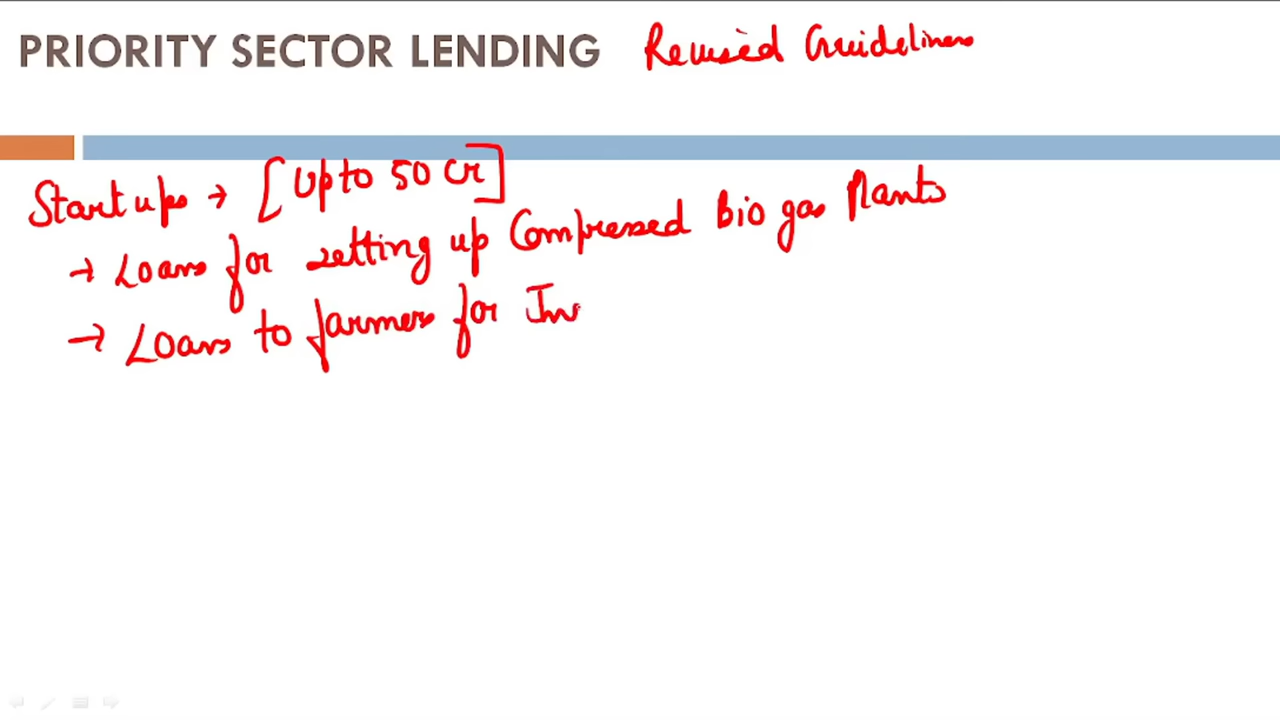 PRIORITY SECTOR LENDING Revised Guidelines
Startups → [Upto 50 Cr]
→ Loans for setting up Compressed Bio gas Plants
→ Loans to farmers for Ins